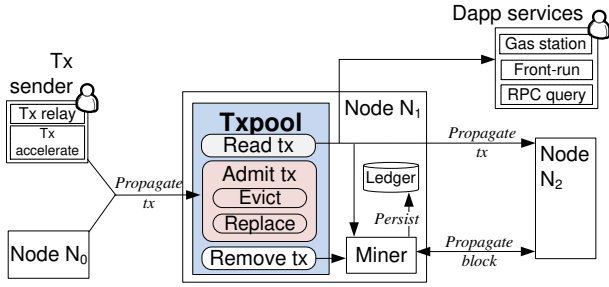 Dapp services
Gas station
Front-run
RPC query
Tx
sender
Tx relay
Tx
accelerate
Node N₁
Txpool
Read tx
Admit tx
Evict
Replace
Remove tx
Propagate
tx
Node N₀
Ledger
Persist
Miner
Propagate
tx
Propagate
block
Node
N₂